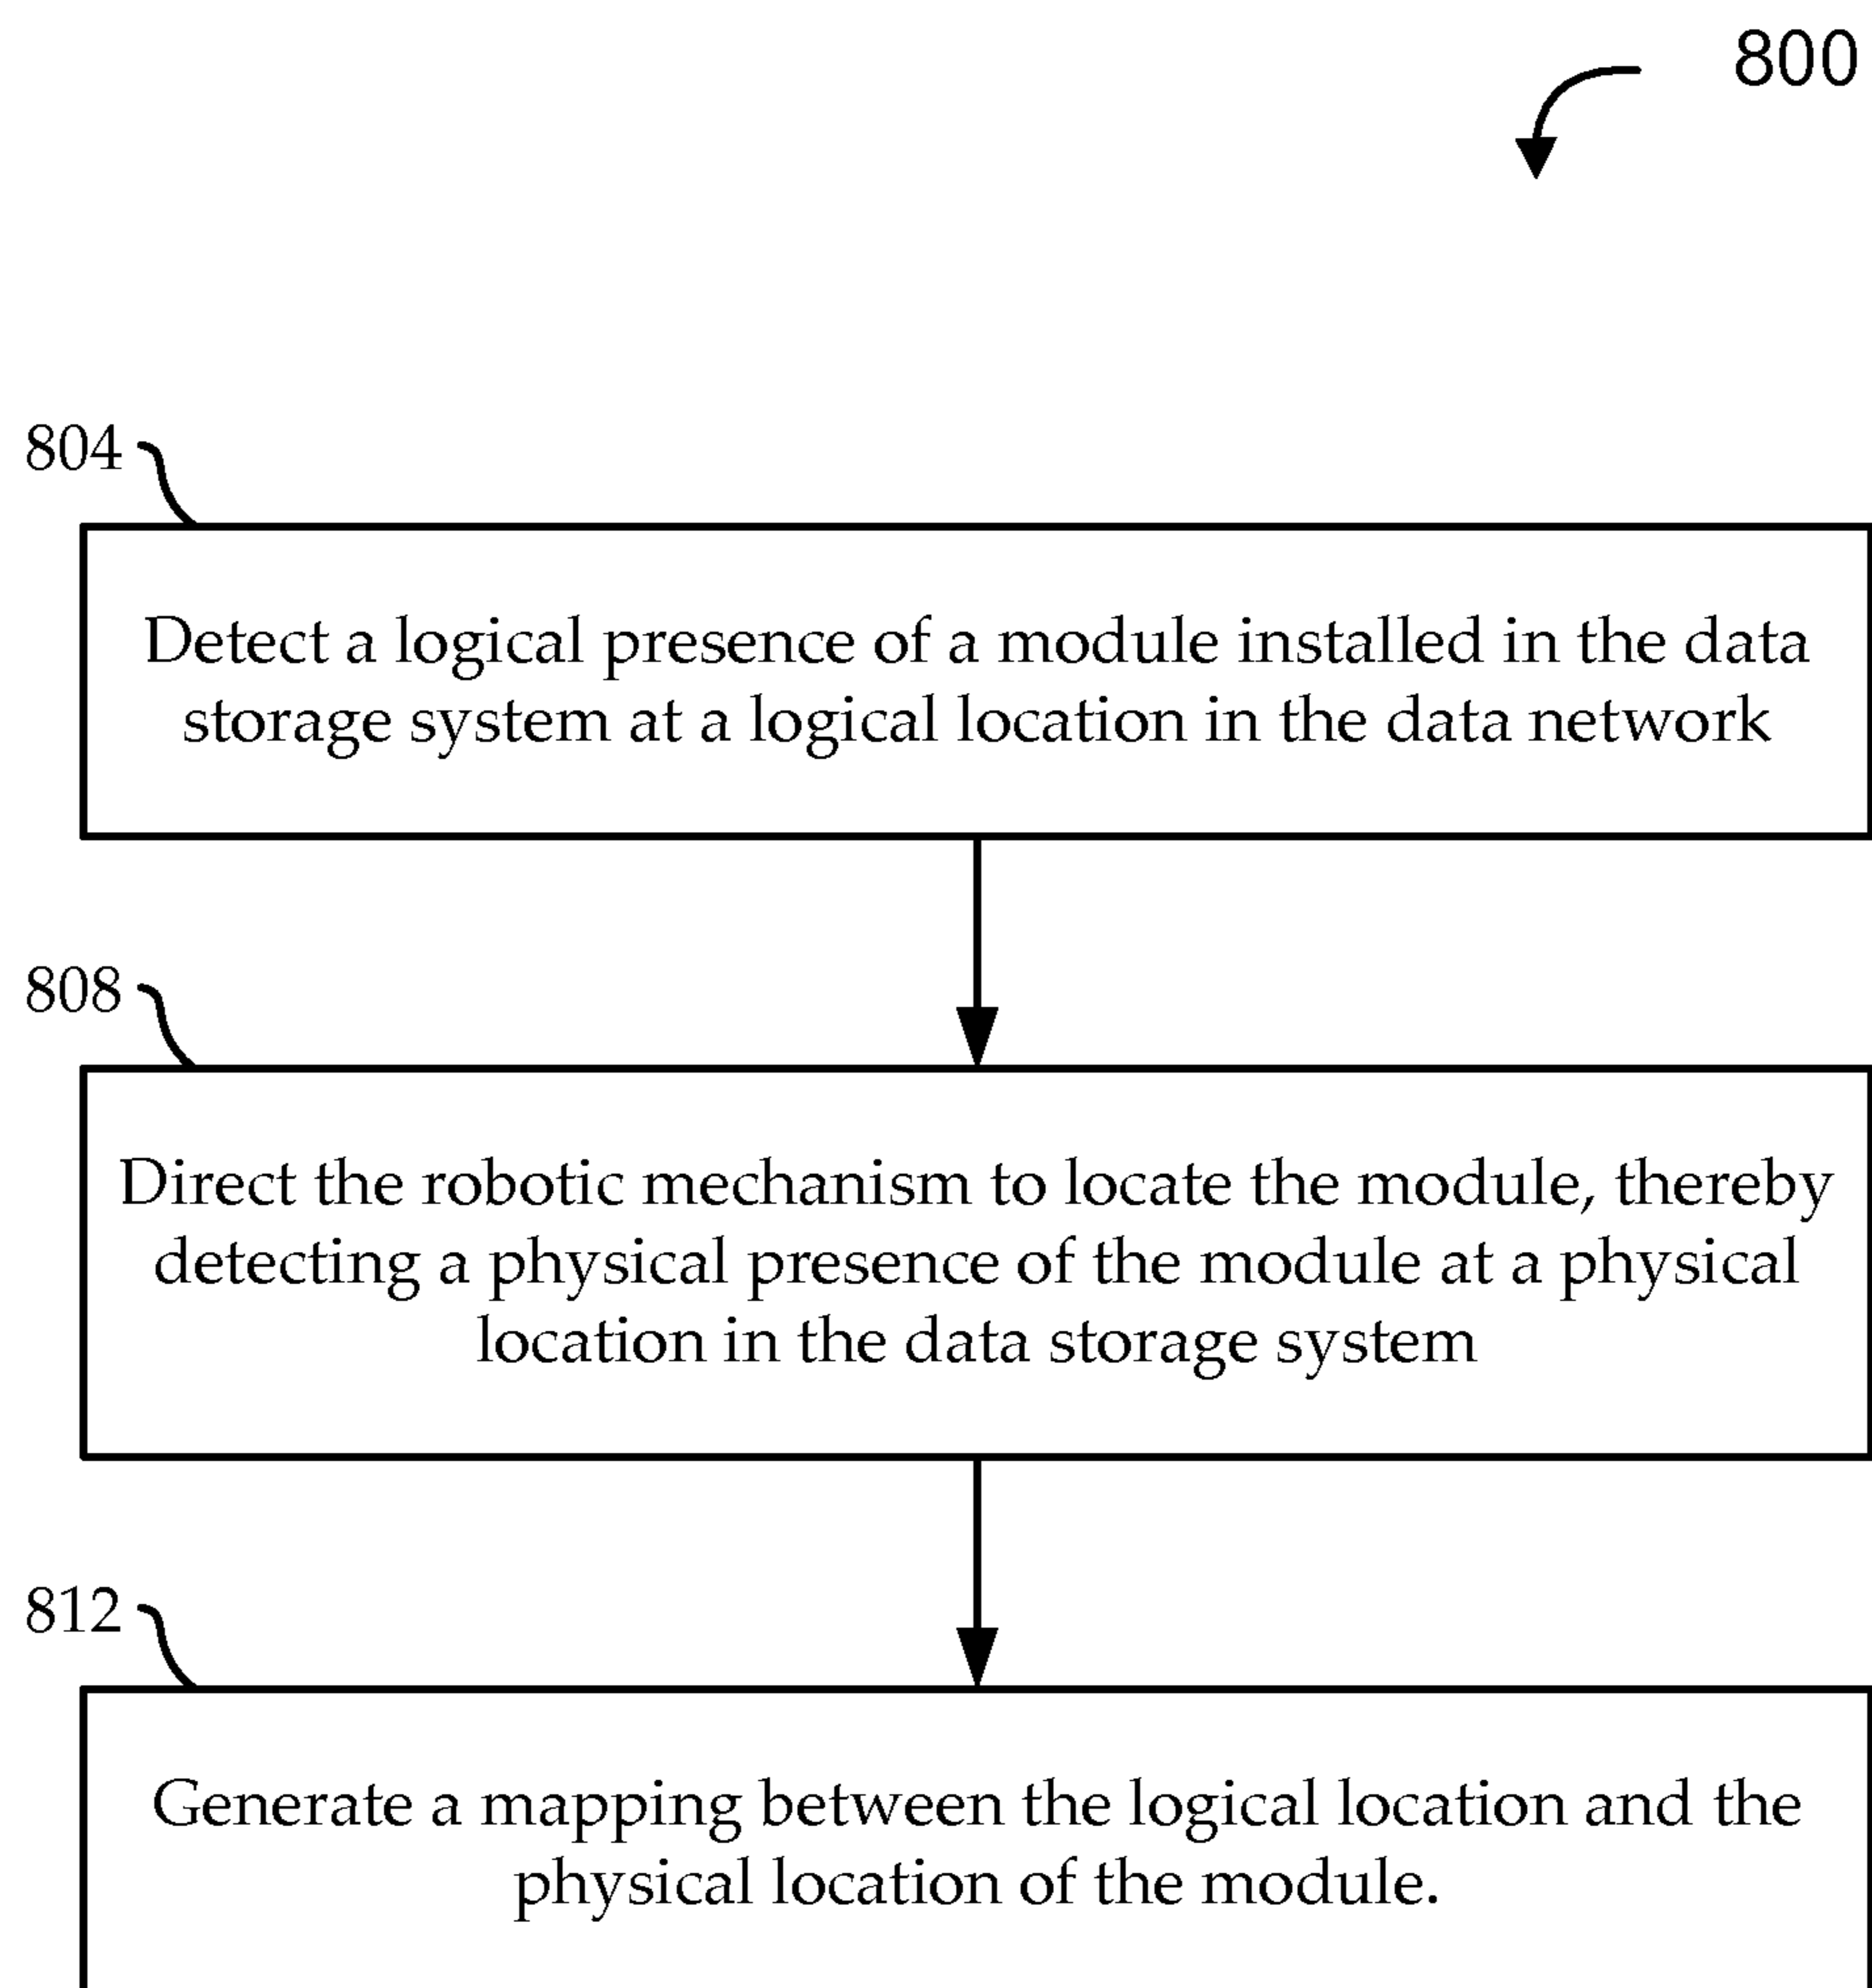 800
804
Detect a logical presence of a module installed in the data
storage system at a logical location in the data network
808
Direct the robotic mechanism to locate the module, thereby
detecting a physical presence of the module at a physical
location in the data storage system
812
Generate a mapping between the logical location and the
physical location of the module.